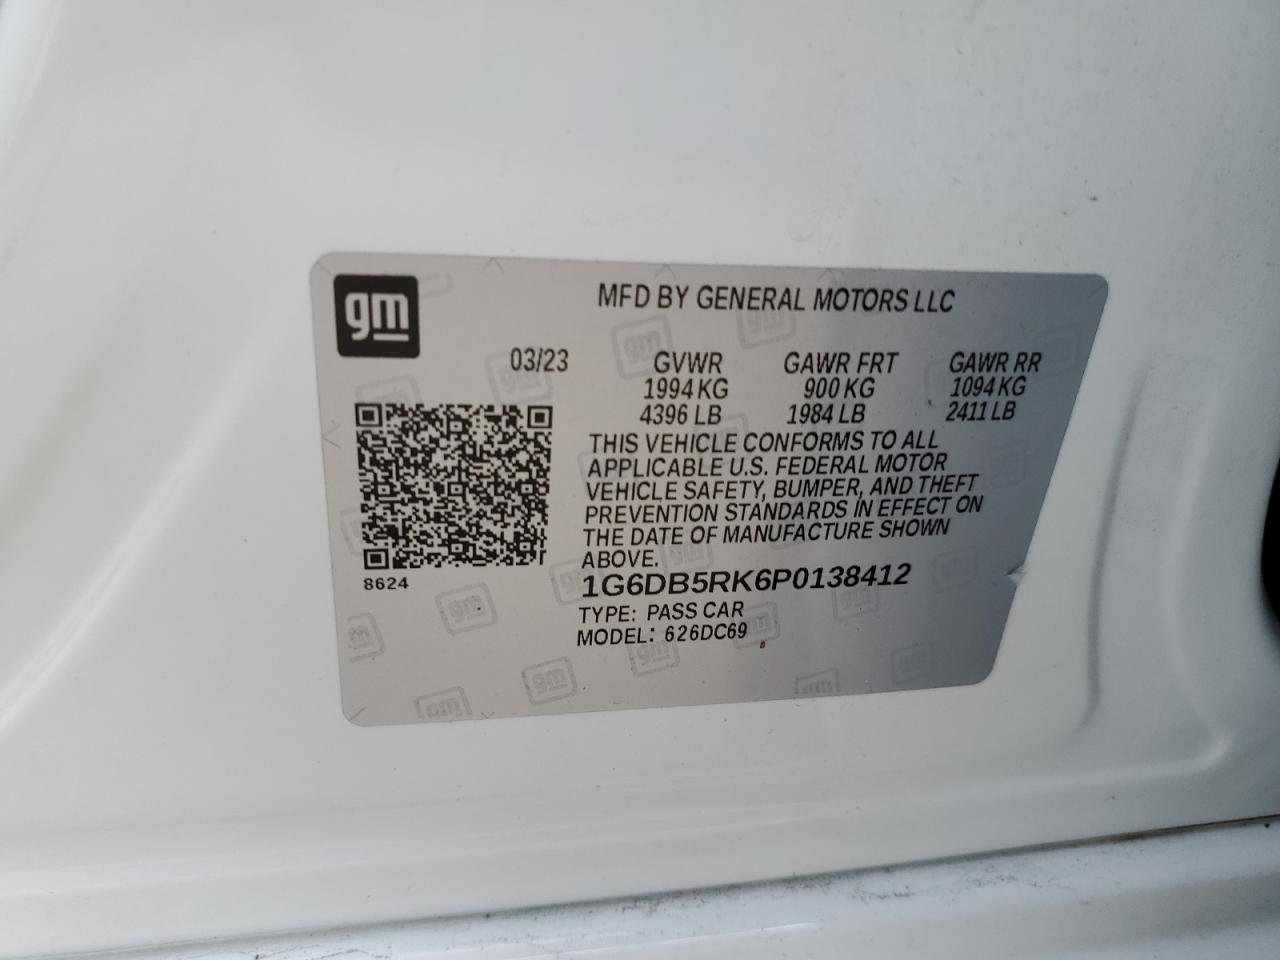 gm
MFD BY GENERAL MOTORS LLC
03/23 GVWR GAWR FRT GAWR RR
1994 KG 900 KG 1094 KG
4396 LB 1984 LB 2411 LB
THIS VEHICLE CONFORMS TO ALL
APPLICABLE U.S. FEDERAL MOTOR
VEHICLE SAFETY, BUMPER, AND THEFT
PREVENTION STANDARDS IN EFFECT ON
THE DATE OF MANUFACTURE SHOWN
ABOVE.
8624
1G6DB5RK6P0138412
TYPE: PASS CAR
MODEL: 626DC69